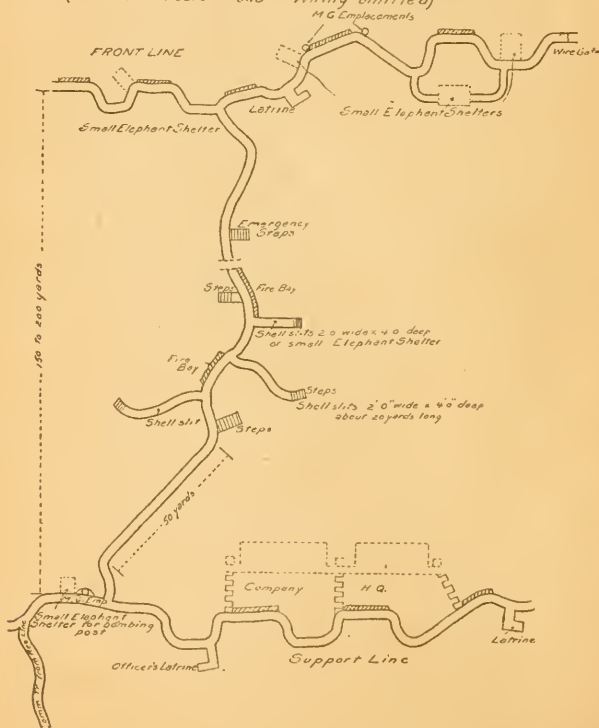 M G Emplacements
FRONT LINE
Latrine
Small Elephant Shelter
Small Elephant Shelters
Emergency
Steps
Steps
Fire Bay
Shell slits 2 0 wide x 4 0 deep
or small Elephant Shelter
Fire
Bay
Steps
Shell slits 2' 0" wide x 4' 0" deep
about 20 yards long
Shell slit
Steps
150 to 200 yards
50 yards
Company
H Q.
Small Elephant
Shelter for bombing
post
Officer's Latrine
Support Line
Latrine